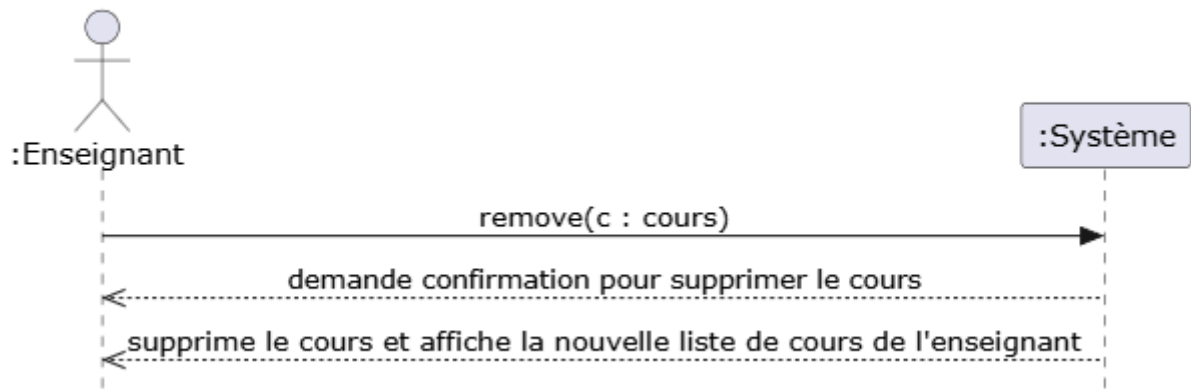 :Enseignant
:Système
remove(c : cours)
demande confirmation pour supprimer le cours
supprime le cours et affiche la nouvelle liste de cours de l'enseignant